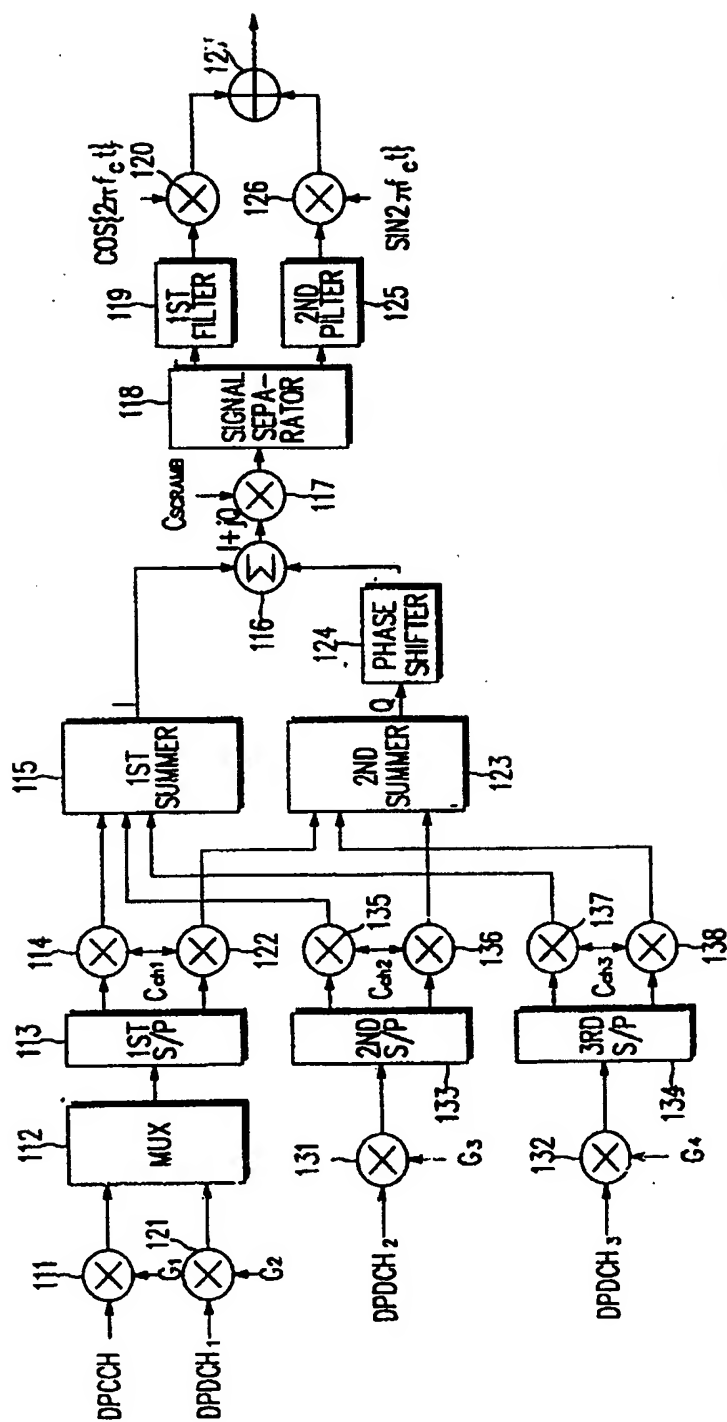 DPCCH
111
G1
DPDCH1
121
G2
112
MUX
113
1ST
S/P
114
Cch1
122
115
1ST
SUMMER
I
DPDCH2
131
G3
2ND
S/P
133
135
Cch2
136
2ND
SUMMER
123
Q
124
PHASE
SHIFTER
DPDCH3
132
G4
3RD
S/P
134
137
Cch3
138
116
Σ
I+jQ
CSCRAMB
117
118
SIGNAL
SEPA-
RATOR
119
1ST
FILTER
COS{2πfct}
120
2ND
PILTER
125
126
SIN2πfct}
127